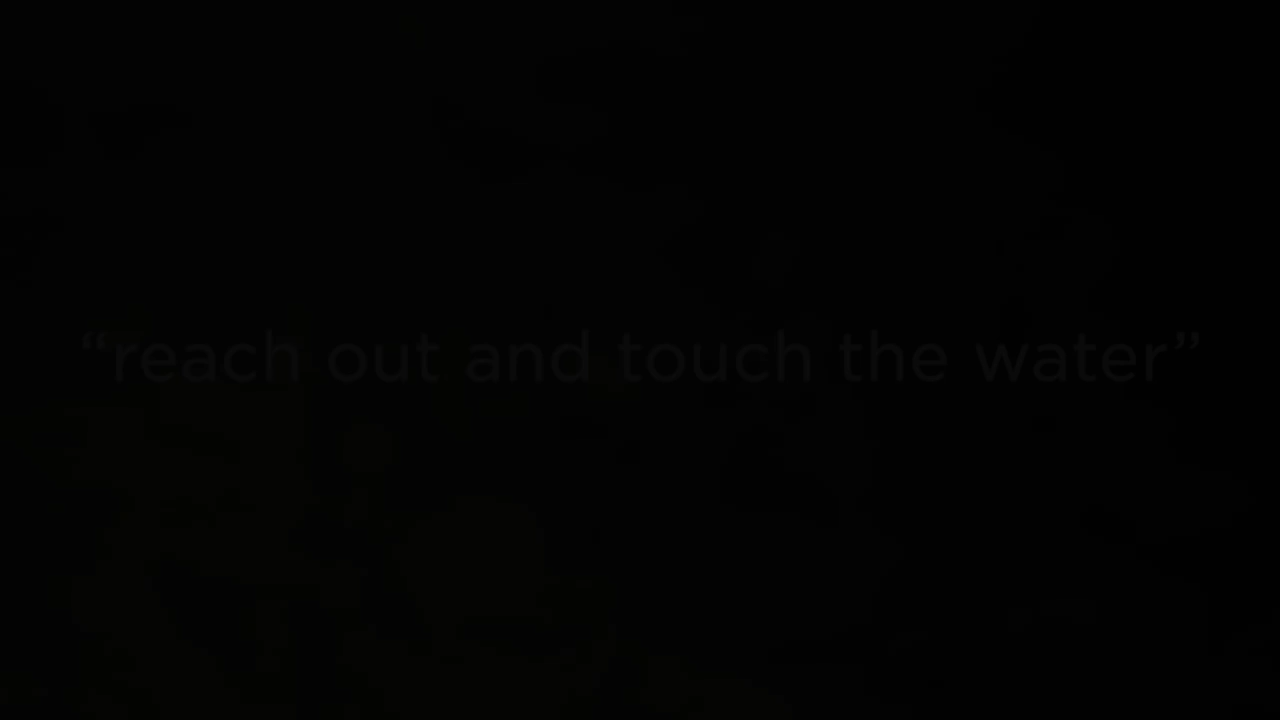 “reach out and touch the water”